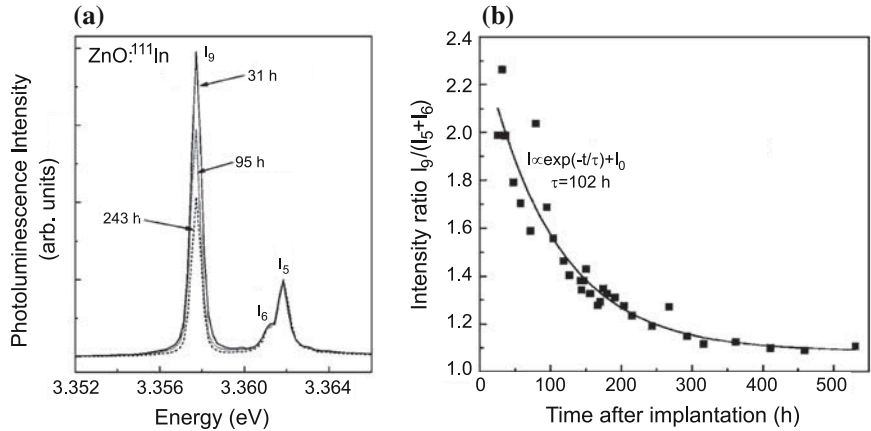 (a)
ZnO:¹¹¹In
I₉
31 h
95 h
243 h
I₅
I₆
Photoluminescence Intensity
(arb. units)
3.352 3.356 3.360 3.364
Energy (eV)
(b)
2.4
2.2
2.0
1.8
1.6
1.4
1.2
1.0
I∝exp(-t/τ)+I₀
τ=102 h
Intensity ratio I₉/(I₅+I₆)
0 100 200 300 400 500
Time after implantation (h)